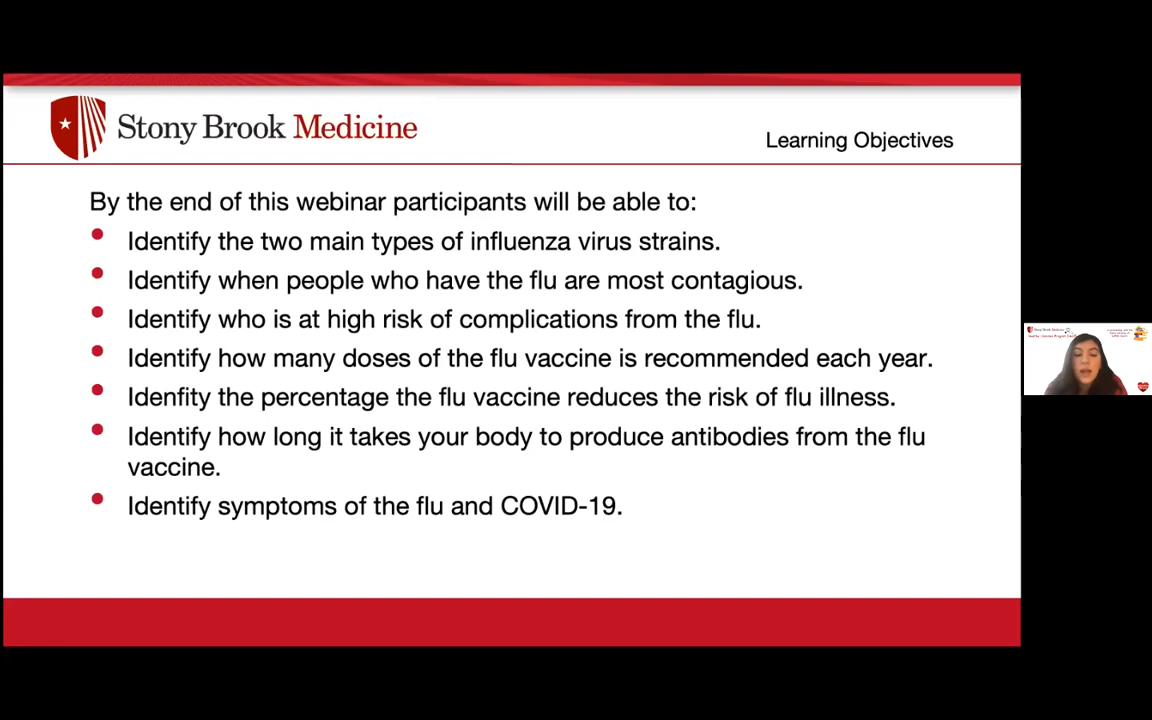 Stony Brook Medicine
Learning Objectives
By the end of this webinar participants will be able to:
Identify the two main types of influenza virus strains.
Identify when people who have the flu are most contagious.
Identify who is at high risk of complications from the flu.
Identify how many doses of the flu vaccine is recommended each year.
Idenfity the percentage the flu vaccine reduces the risk of flu illness.
Identify how long it takes your body to produce antibodies from the flu
vaccine.
Identify symptoms of the flu and COVID-19.
Stony Brook Medicine